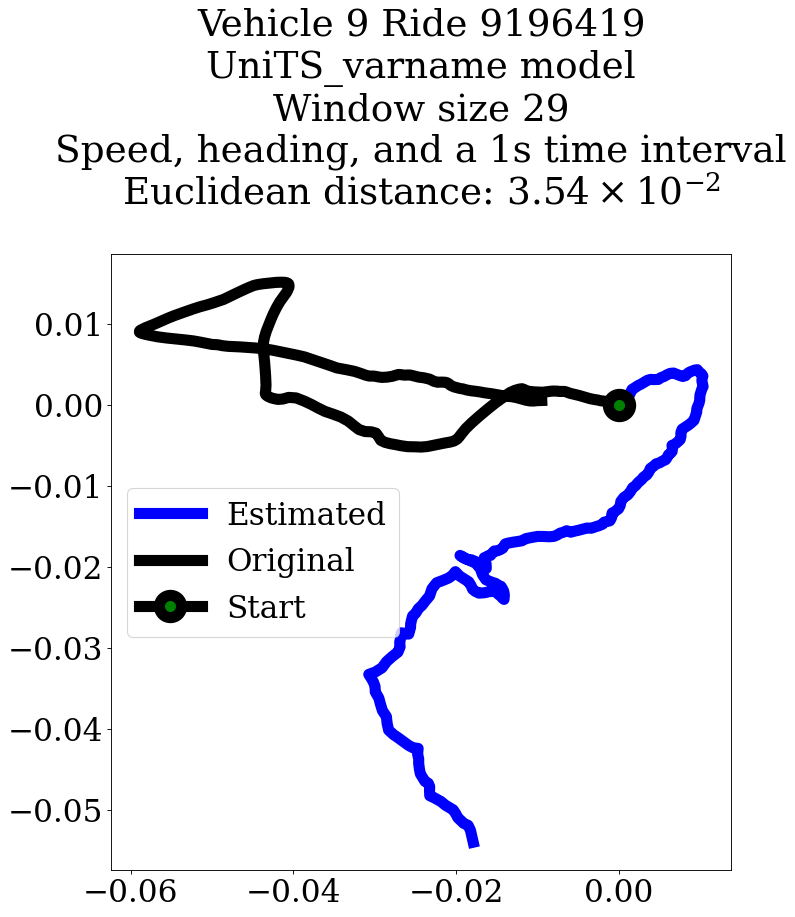 Vehicle 9 Ride 9196419
UniTS_varname model
Window size 29
Speed, heading, and a 1s time interval
Euclidean distance: 3.54 × 10⁻²
0.01
0.00
−0.01
−0.02
−0.03
−0.04
−0.05
Estimated
Original
Start
−0.06
−0.04
−0.02
0.00